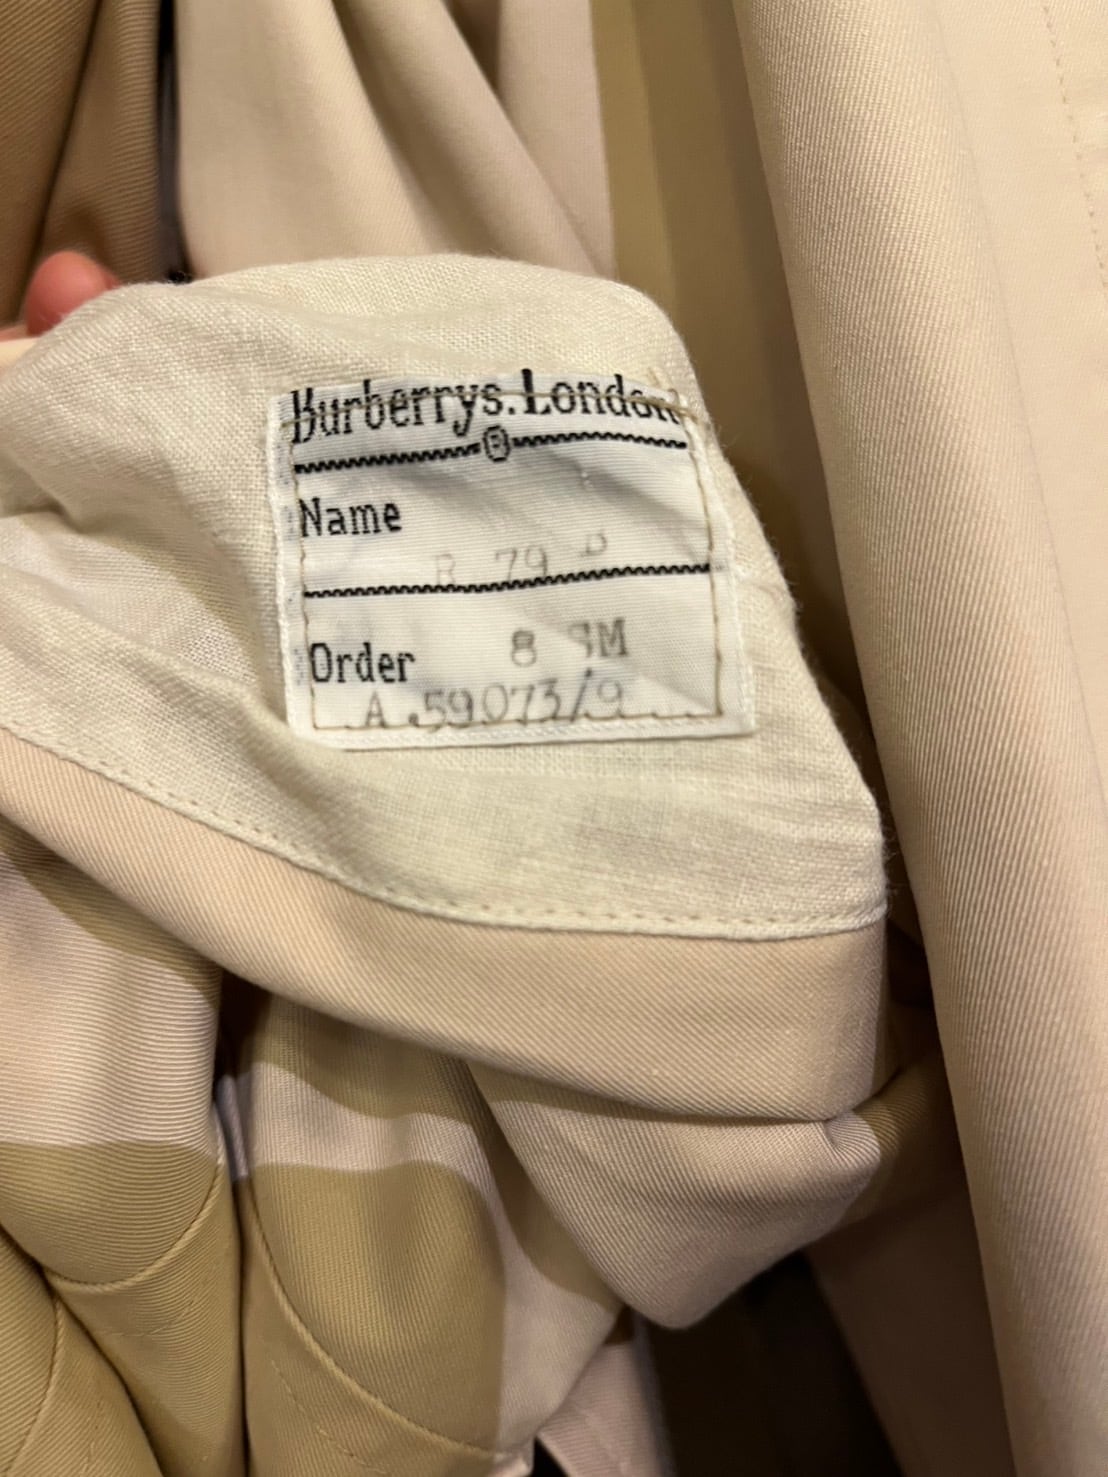 Burberrys. London
Name
R 79 D
8 SM
Order
A.59073/9